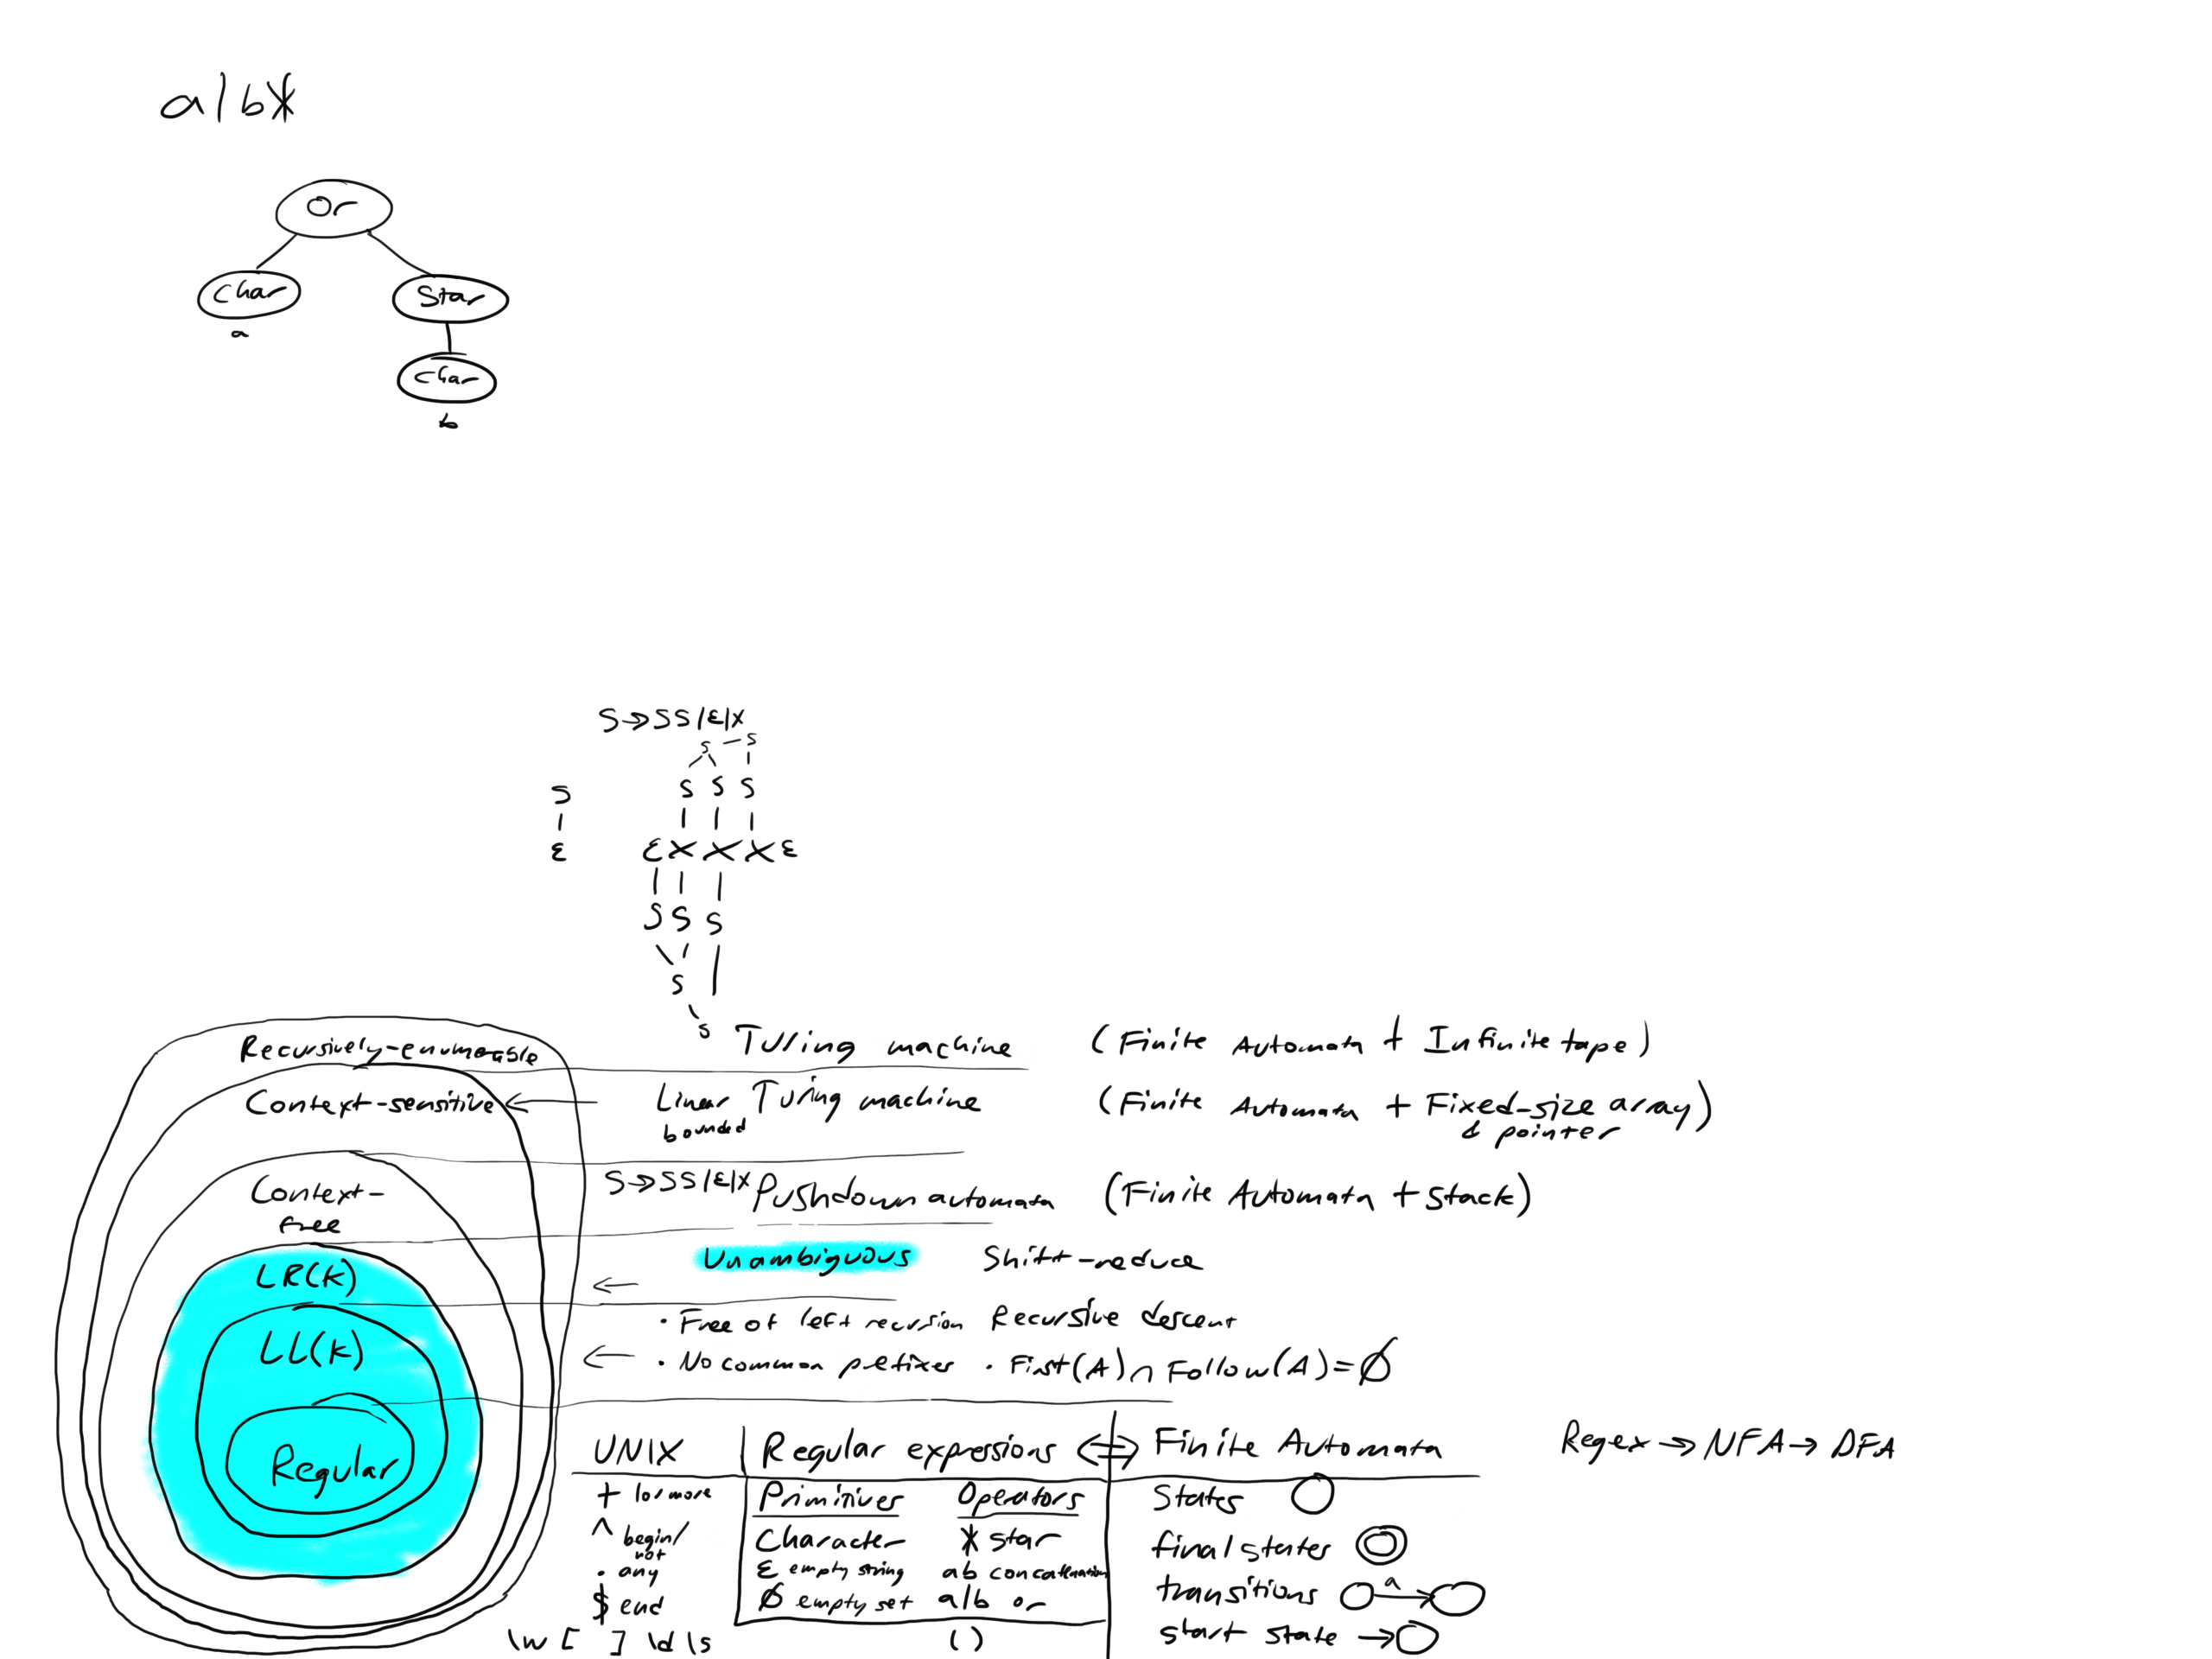 a|b*
Or
Char
Star
a
Char
b
S→SS|ε|X
S — S
S S S S
ε ε X X X ε
S S S
S
S
Recursively-enumerable Turing machine (Finite Automata + Infinite tape)
Context-sensitive ← Linear Turing machine (Finite Automata + Fixed-size array)
bounded & pointer
Context- S→SS|ε|X Pushdown automata (Finite Automata + Stack)
free
Unambiguous Shift-reduce
LR(k) ←
• Free of left recursion Recursive descent
LL(k) ← • No common prefixes • First(A) ∩ Follow(A) = ∅
UNIX Regular expressions ⇔ Finite Automata Regex → NFA → DFA
Regular
+ 1 or more Primitives Operators States
^ begin/ Character * star final states
not
• any ε empty string ab concatenation transitions a
$ end ∅ empty set a|b or
\w [ ] \d \s ( ) start state →